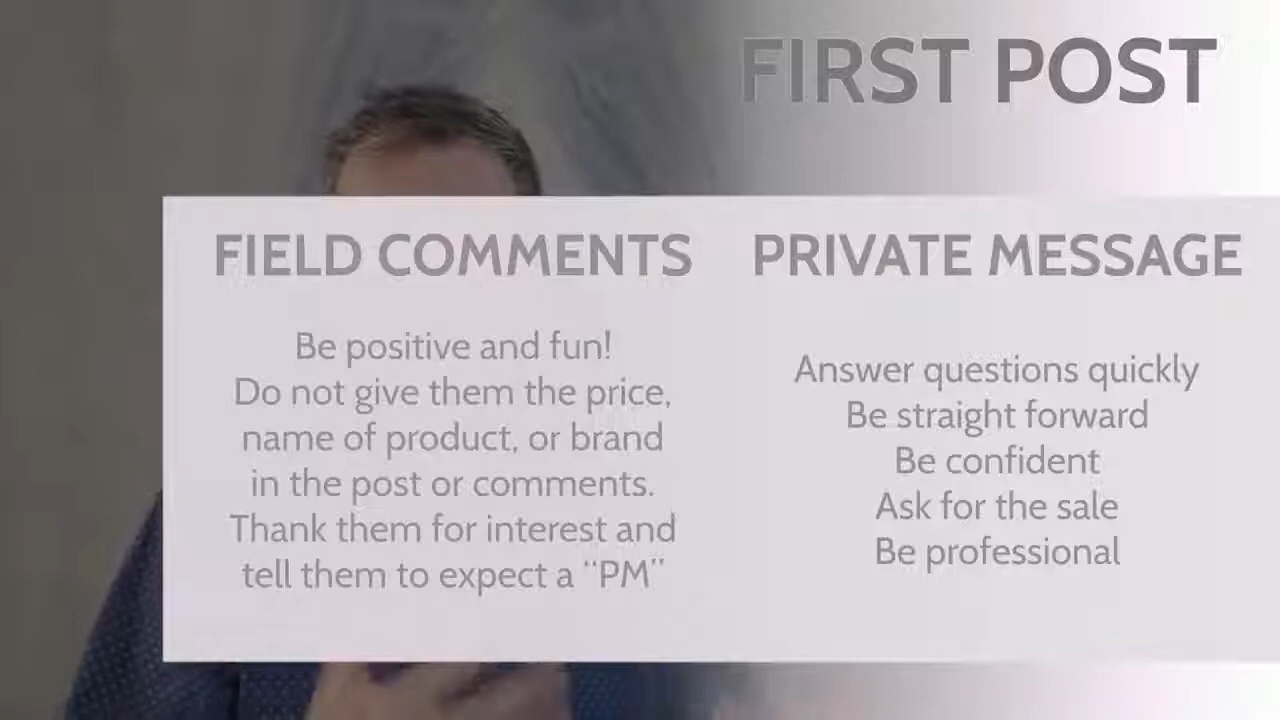 FIRST POST
FIELD COMMENTS
Be positive and fun!
Do not give them the price,
name of product, or brand
in the post or comments.
Thank them for interest and
tell them to expect a "PM"
PRIVATE MESSAGE
Answer questions quickly
Be straight forward
Be confident
Ask for the sale
Be professional